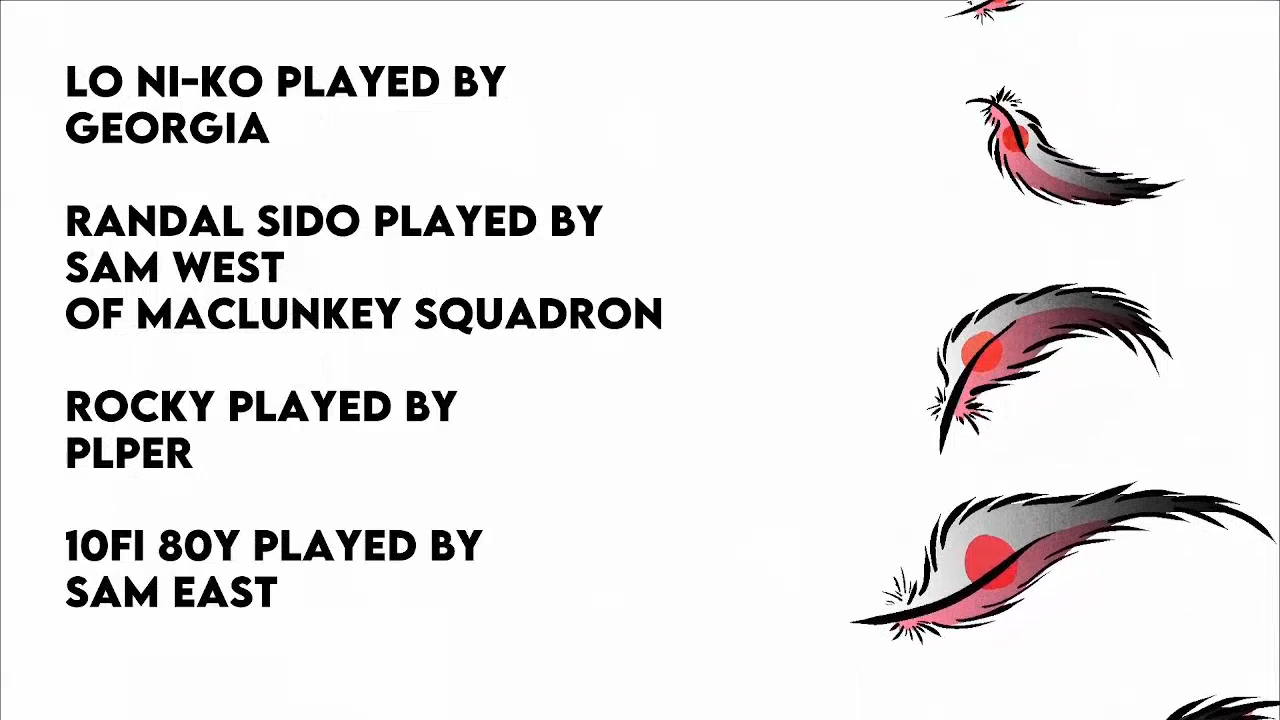 LO NI-KO PLAYED BY
GEORGIA
RANDAL SIDO PLAYED BY
SAM WEST
OF MACLUNKEY SQUADRON
ROCKY PLAYED BY
PLPER
10FI 80Y PLAYED BY
SAM EAST